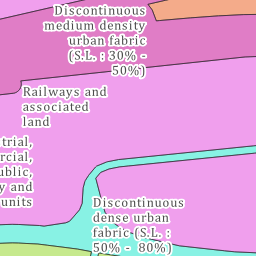 Discontinuous
medium density
urban fabric
(S.L. : 30% -
50%)
Railways and
associated
land
trial,
rcial,
ublic,
y and
units
Discontinuous
dense urban
fabric (S.L. :
50% -  80%)